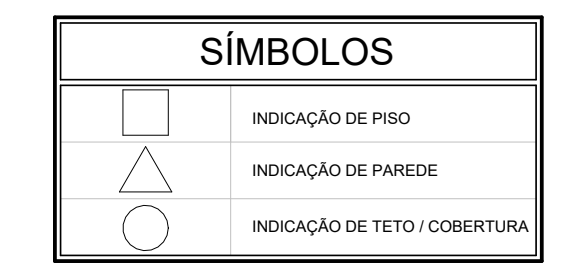 SÍMBOLOS
INDICAÇÃO DE PISO
INDICAÇÃO DE PAREDE
INDICAÇÃO DE TETO / COBERTURA